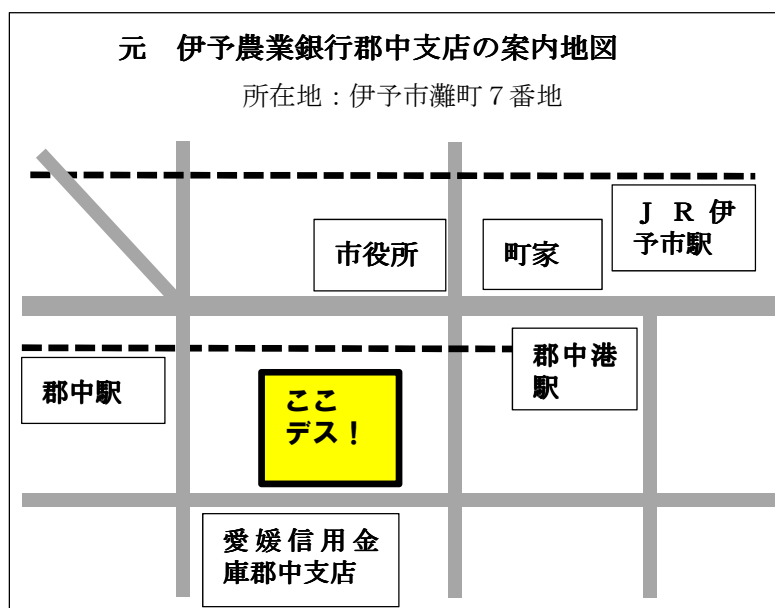 元　伊予農業銀行郡中支店の案内地図
所在地：伊予市灘町７番地
ＪＲ伊
予市駅
市役所
町家
郡中港
駅
郡中駅
ここ
デス！
愛媛信用金
庫郡中支店